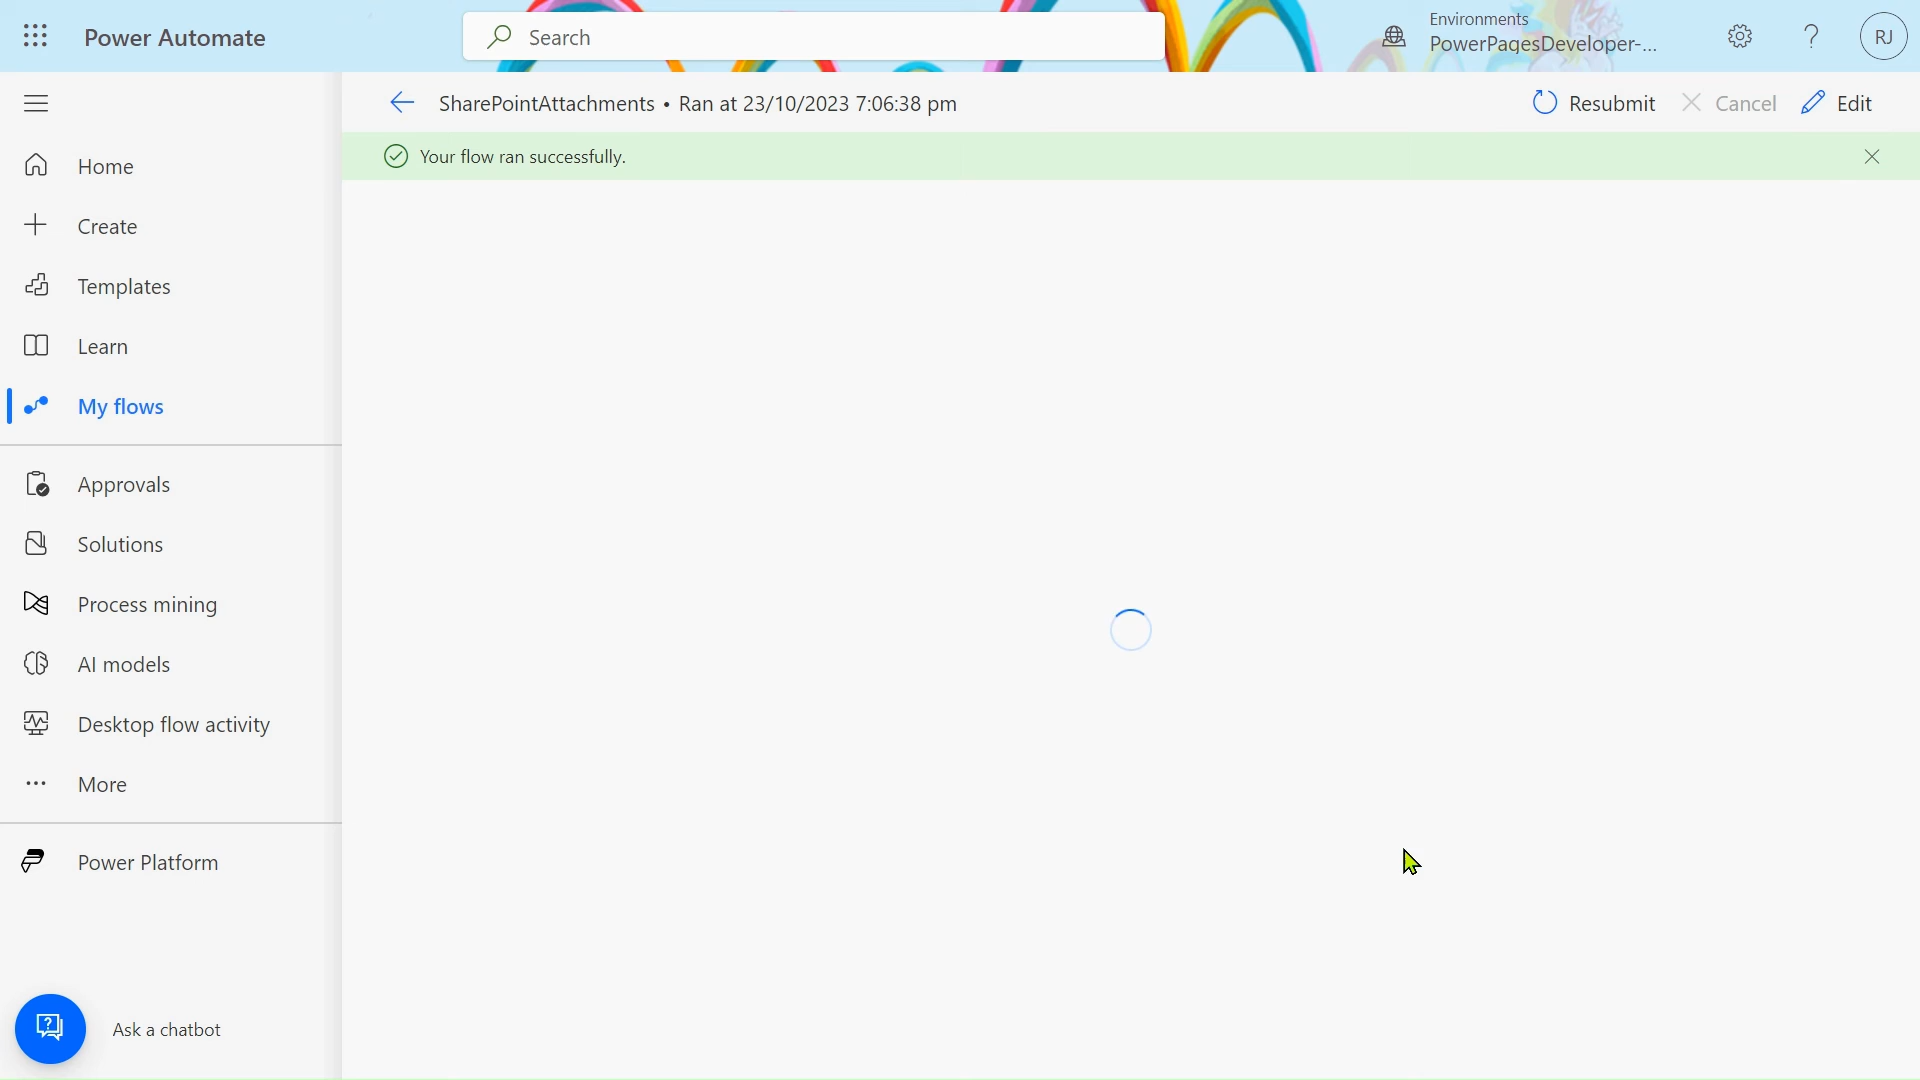 Power Automate
Search
Environments
PowerPagesDeveloper-...
RJ
SharePointAttachments • Ran at 23/10/2023 7:06:38 pm
Resubmit
Cancel
Edit
Your flow ran successfully.
Home
Create
Templates
Learn
My flows
Approvals
Solutions
Process mining
AI models
Desktop flow activity
More
Power Platform
Ask a chatbot